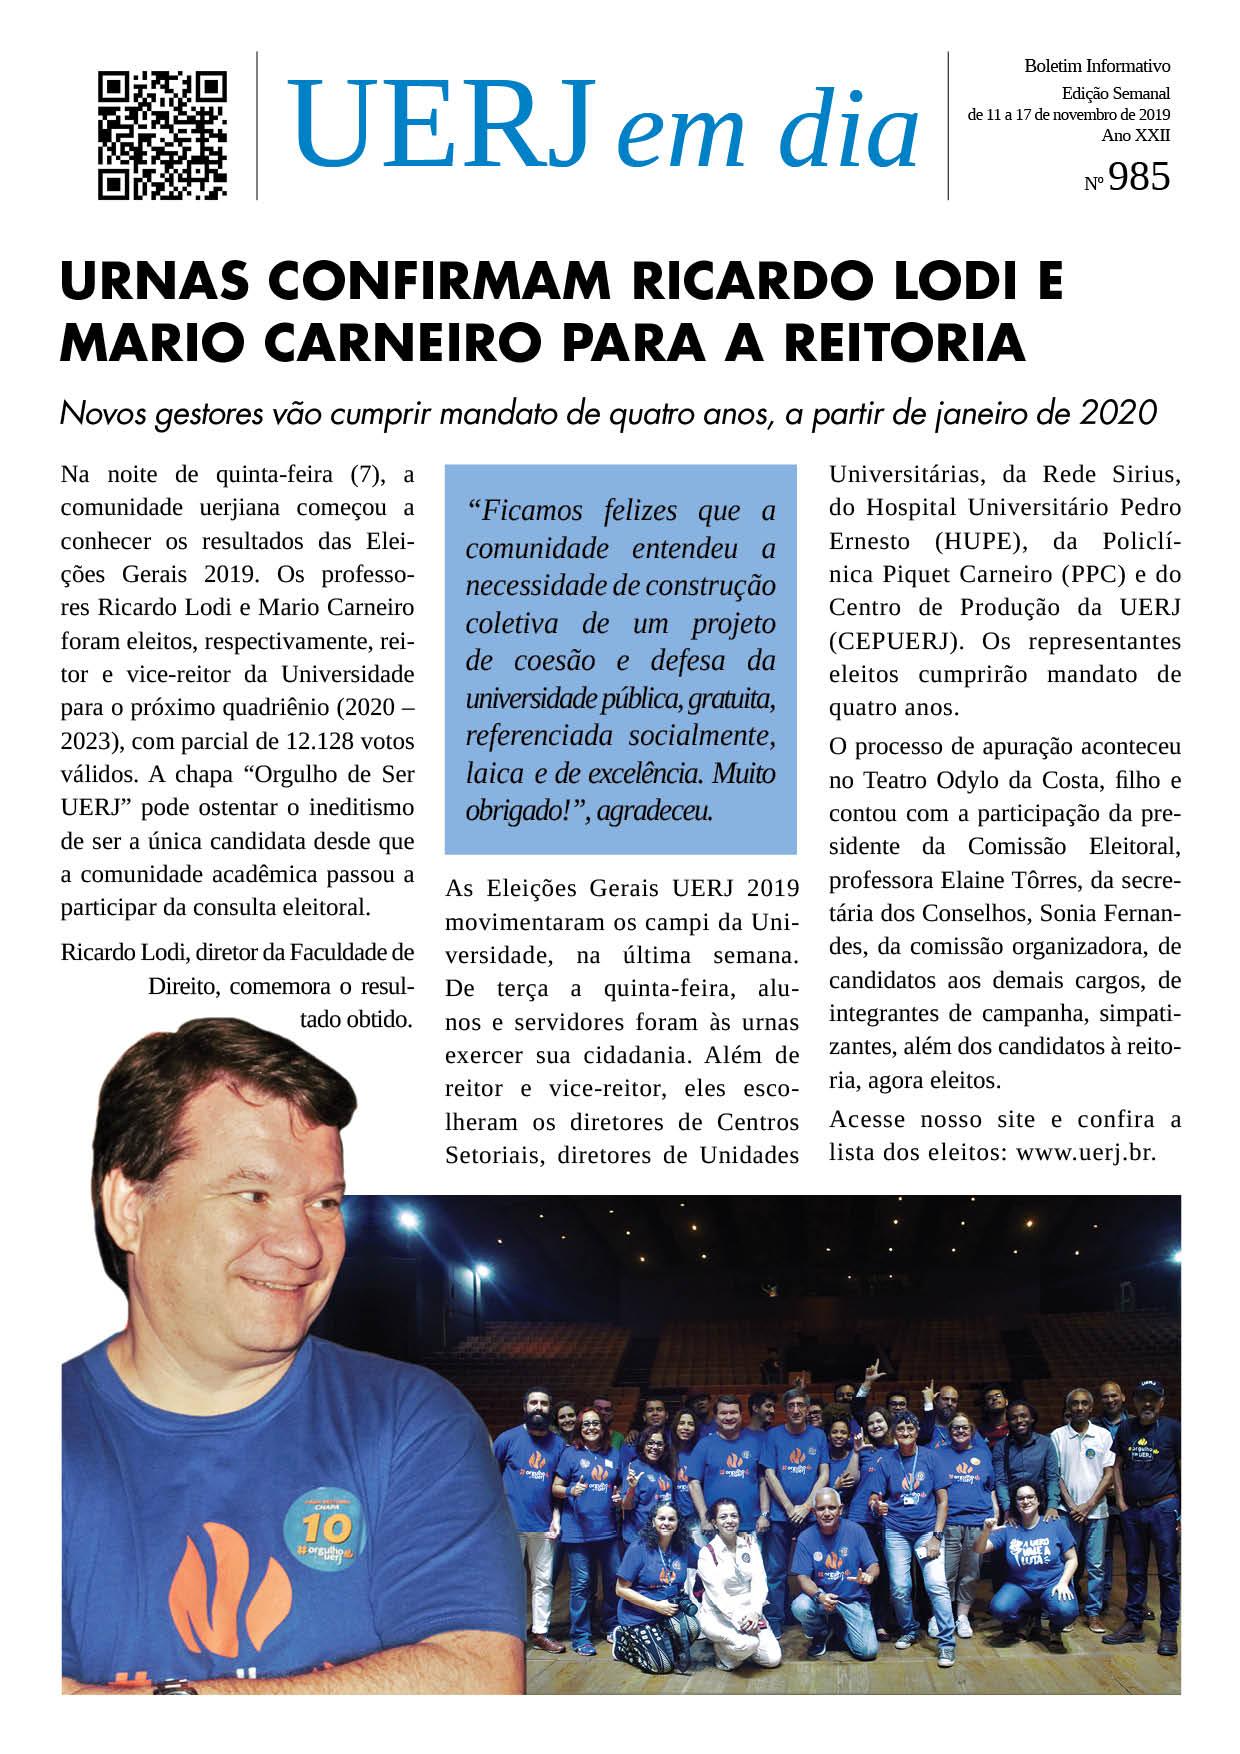 UERJ em dia
Boletim Informativo
Edição Semanal
de 11 a 17 de novembro de 2019
Ano XXII
Nº 985
URNAS CONFIRMAM RICARDO LODI E
MARIO CARNEIRO PARA A REITORIA
Novos gestores vão cumprir mandato de quatro anos, a partir de janeiro de 2020
Na noite de quinta-feira (7), a
comunidade uerjiana começou a
conhecer os resultados das Elei-
ções Gerais 2019. Os professo-
res Ricardo Lodi e Mario Carneiro
foram eleitos, respectivamente, rei-
tor e vice-reitor da Universidade
para o próximo quadriênio (2020 –
2023), com parcial de 12.128 votos
válidos. A chapa “Orgulho de Ser
UERJ” pode ostentar o ineditismo
de ser a única candidata desde que
a comunidade acadêmica passou a
participar da consulta eleitoral.
Ricardo Lodi, diretor da Faculdade de
Direito, comemora o resul-
tado obtido.
“Ficamos felizes que a
comunidade entendeu a
necessidade de construção
coletiva de um projeto
de coesão e defesa da
universidade pública, gratuita,
referenciada socialmente,
laica e de excelência. Muito
obrigado!”, agradeceu.
As Eleições Gerais UERJ 2019
movimentaram os campi da Uni-
versidade, na última semana.
De terça a quinta-feira, alu-
nos e servidores foram às urnas
exercer sua cidadania. Além de
reitor e vice-reitor, eles esco-
lheram os diretores de Centros
Setoriais, diretores de Unidades
Universitárias, da Rede Sirius,
do Hospital Universitário Pedro
Ernesto (HUPE), da Policlí-
nica Piquet Carneiro (PPC) e do
Centro de Produção da UERJ
(CEPUERJ). Os representantes
eleitos cumprirão mandato de
quatro anos.
O processo de apuração aconteceu
no Teatro Odylo da Costa, filho e
contou com a participação da pre-
sidente da Comissão Eleitoral,
professora Elaine Tôrres, da secre-
tária dos Conselhos, Sonia Fernan-
des, da comissão organizadora, de
candidatos aos demais cargos, de
integrantes de campanha, simpati-
zantes, além dos candidatos à reito-
ria, agora eleitos.
Acesse nosso site e confira a
lista dos eleitos: www.uerj.br.
CHAPA
10
#orgulho
uerj
UERJ
#orgulho
A UERJ
VALE A
LUTA